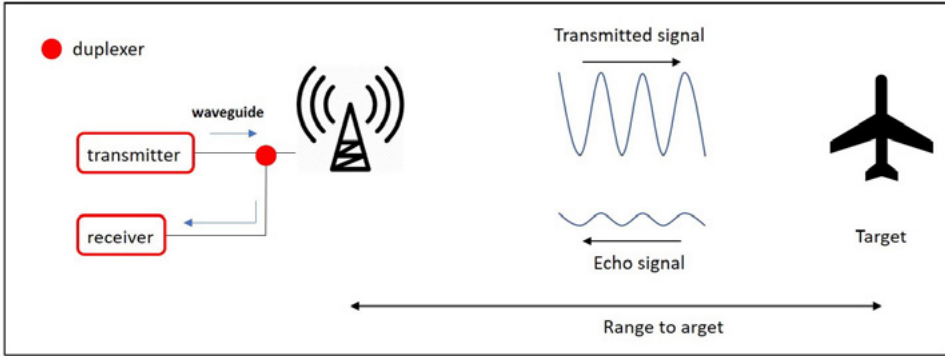 duplexer
Transmitted signal
waveguide
transmitter
receiver
Target
Echo signal
Range to arget